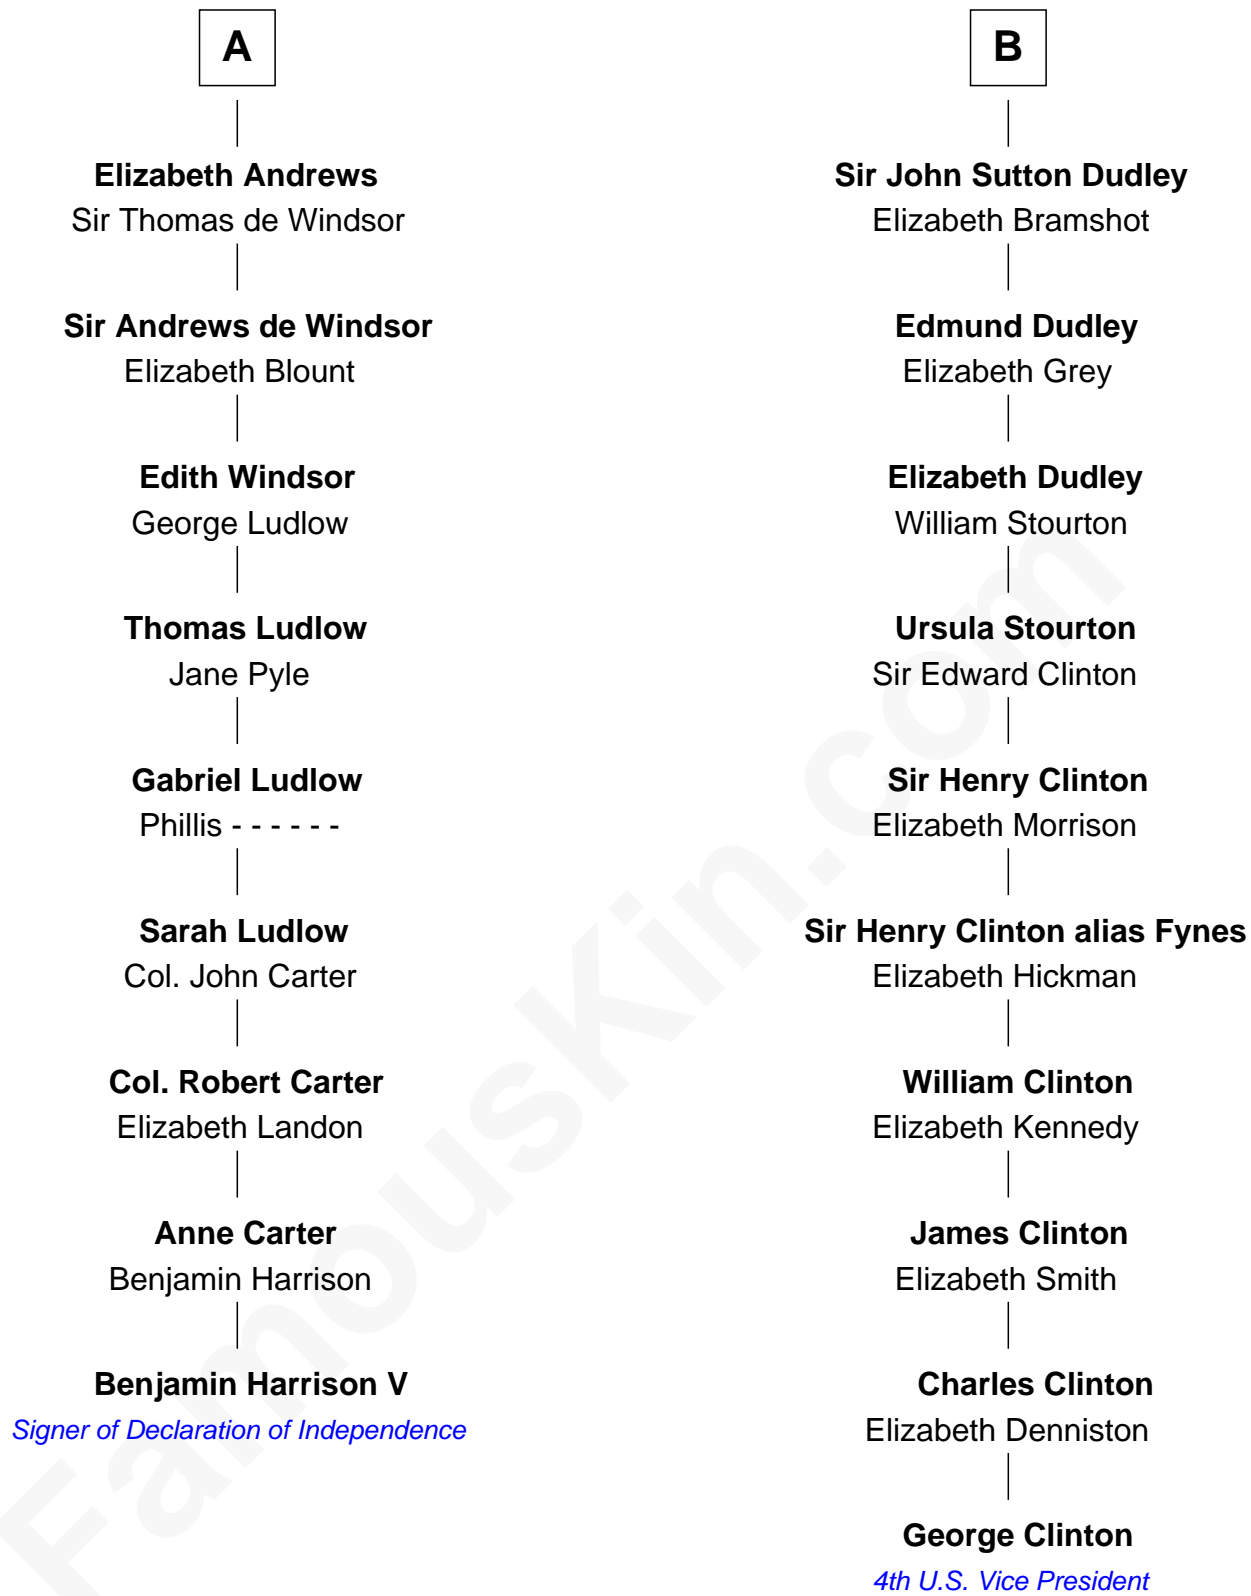 A
Elizabeth Andrews
Sir Thomas de Windsor
Sir Andrews de Windsor
Elizabeth Blount
Edith Windsor
George Ludlow
Thomas Ludlow
Jane Pyle
Gabriel Ludlow
Phillis - - - - - -
Sarah Ludlow
Col. John Carter
Col. Robert Carter
Elizabeth Landon
Anne Carter
Benjamin Harrison
Benjamin Harrison V
Signer of Declaration of Independence
B
Sir John Sutton Dudley
Elizabeth Bramshot
Edmund Dudley
Elizabeth Grey
Elizabeth Dudley
William Stourton
Ursula Stourton
Sir Edward Clinton
Sir Henry Clinton
Elizabeth Morrison
Sir Henry Clinton alias Fynes
Elizabeth Hickman
William Clinton
Elizabeth Kennedy
James Clinton
Elizabeth Smith
Charles Clinton
Elizabeth Denniston
George Clinton
4th U.S. Vice President
FamousKin.com